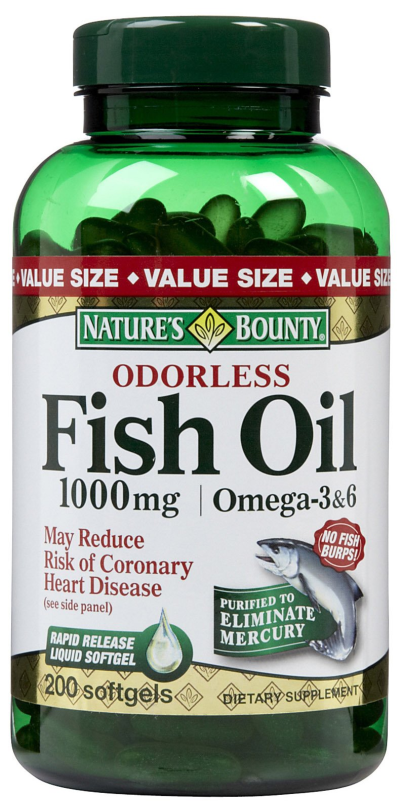 VALUE SIZE ◆ VALUE SIZE ◆ VALUE SIZE
NATURE'S BOUNTY®
ODORLESS
Fish Oil
1000mg | Omega-3&6
May Reduce
Risk of Coronary
Heart Disease
(see side panel)
NO FISH
BURPS!
PURIFIED TO
ELIMINATE
MERCURY
RAPID RELEASE
LIQUID SOFTGEL
200 softgels
DIETARY SUPPLEMENT